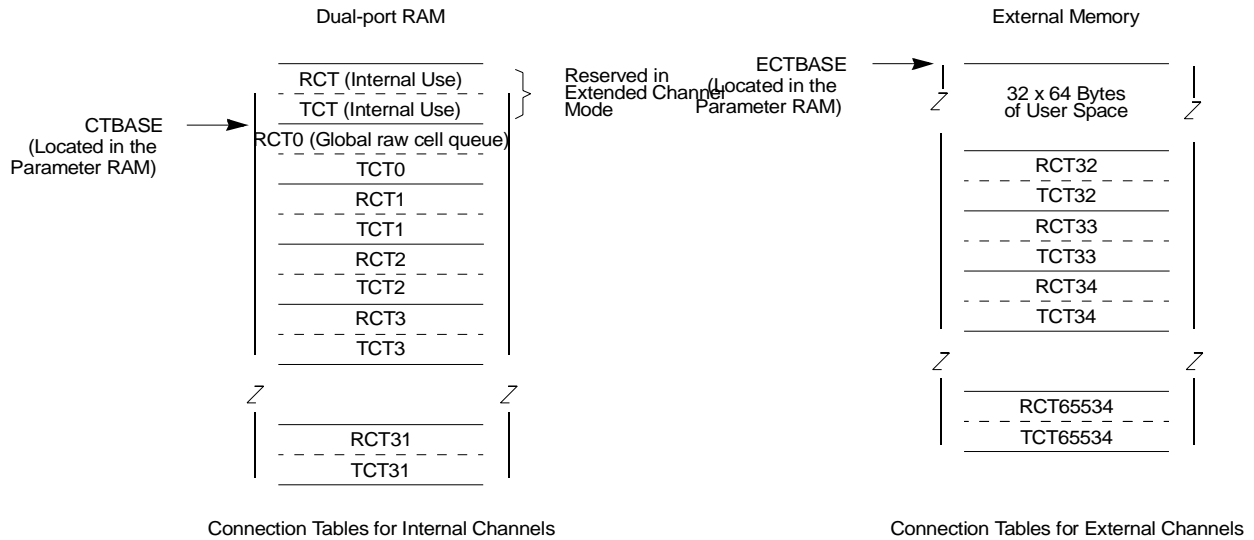 Dual-port RAM
RCT (Internal Use)
TCT (Internal Use)
Reserved in
Extended Channel
Mode
CTBASE
(Located in the
Parameter RAM)
RCT0 (Global raw cell queue)
TCT0
RCT1
TCT1
RCT2
TCT2
RCT3
TCT3
Z
Z
RCT31
TCT31
Connection Tables for Internal Channels
External Memory
ECTBASE
(Located in the
Parameter RAM)
Z
Z
32 x 64 Bytes
of User Space
RCT32
TCT32
RCT33
TCT33
RCT34
TCT34
Z
Z
RCT65534
TCT65534
Connection Tables for External Channels